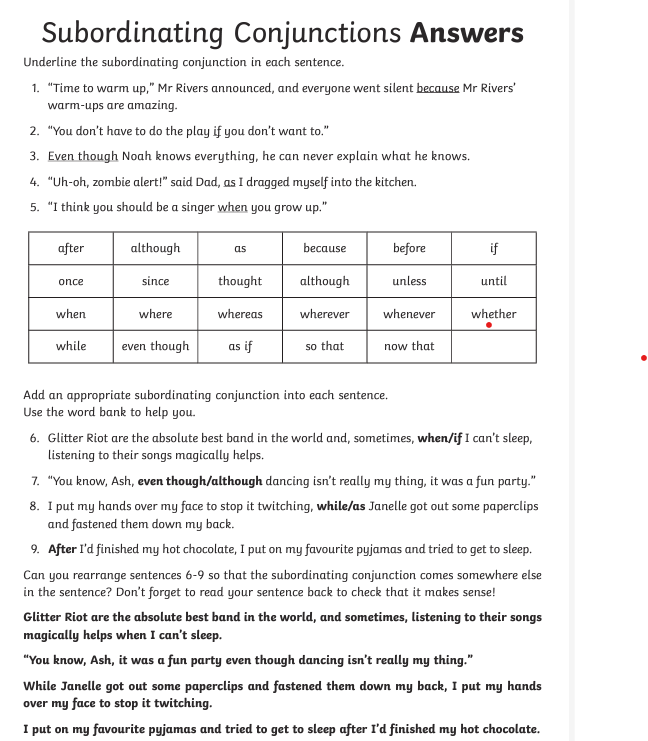 Subordinating Conjunctions Answers
Underline the subordinating conjunction in each sentence.
1. “Time to warm up,” Mr Rivers announced, and everyone went silent because Mr Rivers’
warm-ups are amazing.
2. “You don’t have to do the play if you don’t want to.”
3. Even though Noah knows everything, he can never explain what he knows.
4. “Uh-oh, zombie alert!” said Dad, as I dragged myself into the kitchen.
5. “I think you should be a singer when you grow up.”
after although as because before if
once since thought although unless until
when where whereas wherever whenever whether
while even though as if so that now that
Add an appropriate subordinating conjunction into each sentence.
Use the word bank to help you.
6. Glitter Riot are the absolute best band in the world and, sometimes, when/if I can’t sleep,
listening to their songs magically helps.
7. “You know, Ash, even though/although dancing isn’t really my thing, it was a fun party.”
8. I put my hands over my face to stop it twitching, while/as Janelle got out some paperclips
and fastened them down my back.
9. After I’d finished my hot chocolate, I put on my favourite pyjamas and tried to get to sleep.
Can you rearrange sentences 6-9 so that the subordinating conjunction comes somewhere else
in the sentence? Don’t forget to read your sentence back to check that it makes sense!
Glitter Riot are the absolute best band in the world, and sometimes, listening to their songs
magically helps when I can’t sleep.
“You know, Ash, it was a fun party even though dancing isn’t really my thing.”
While Janelle got out some paperclips and fastened them down my back, I put my hands
over my face to stop it twitching.
I put on my favourite pyjamas and tried to get to sleep after I’d finished my hot chocolate.